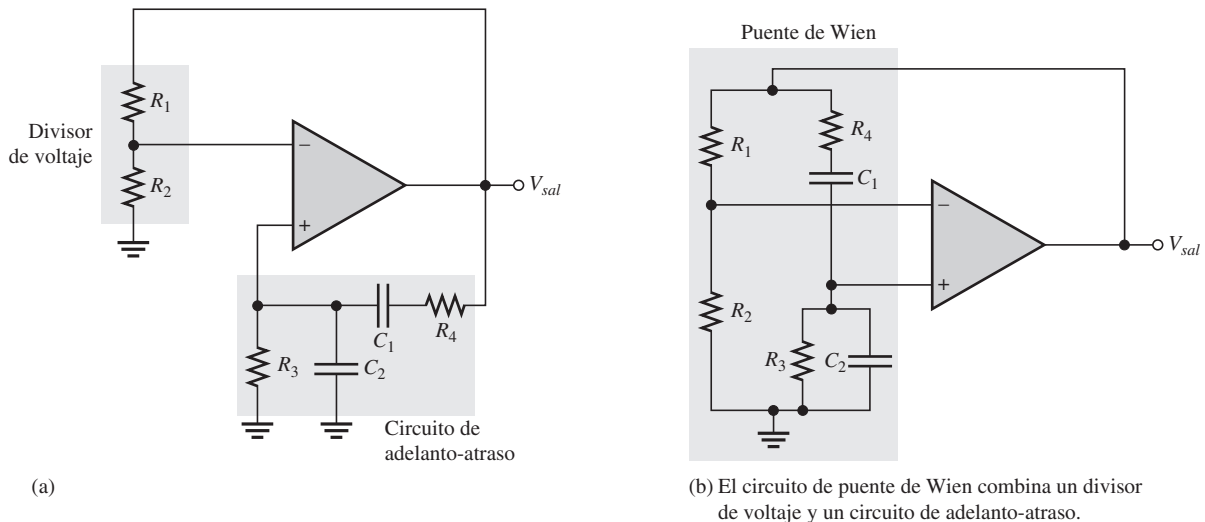 R1
Divisor
de voltaje
R2
−
+
Vsal
C1
R4
R3
C2
Circuito de
adelanto-atraso
(a)
Puente de Wien
R4
R1
C1
−
+
Vsal
R2
R3
C2
(b) El circuito de puente de Wien combina un divisor
de voltaje y un circuito de adelanto-atraso.